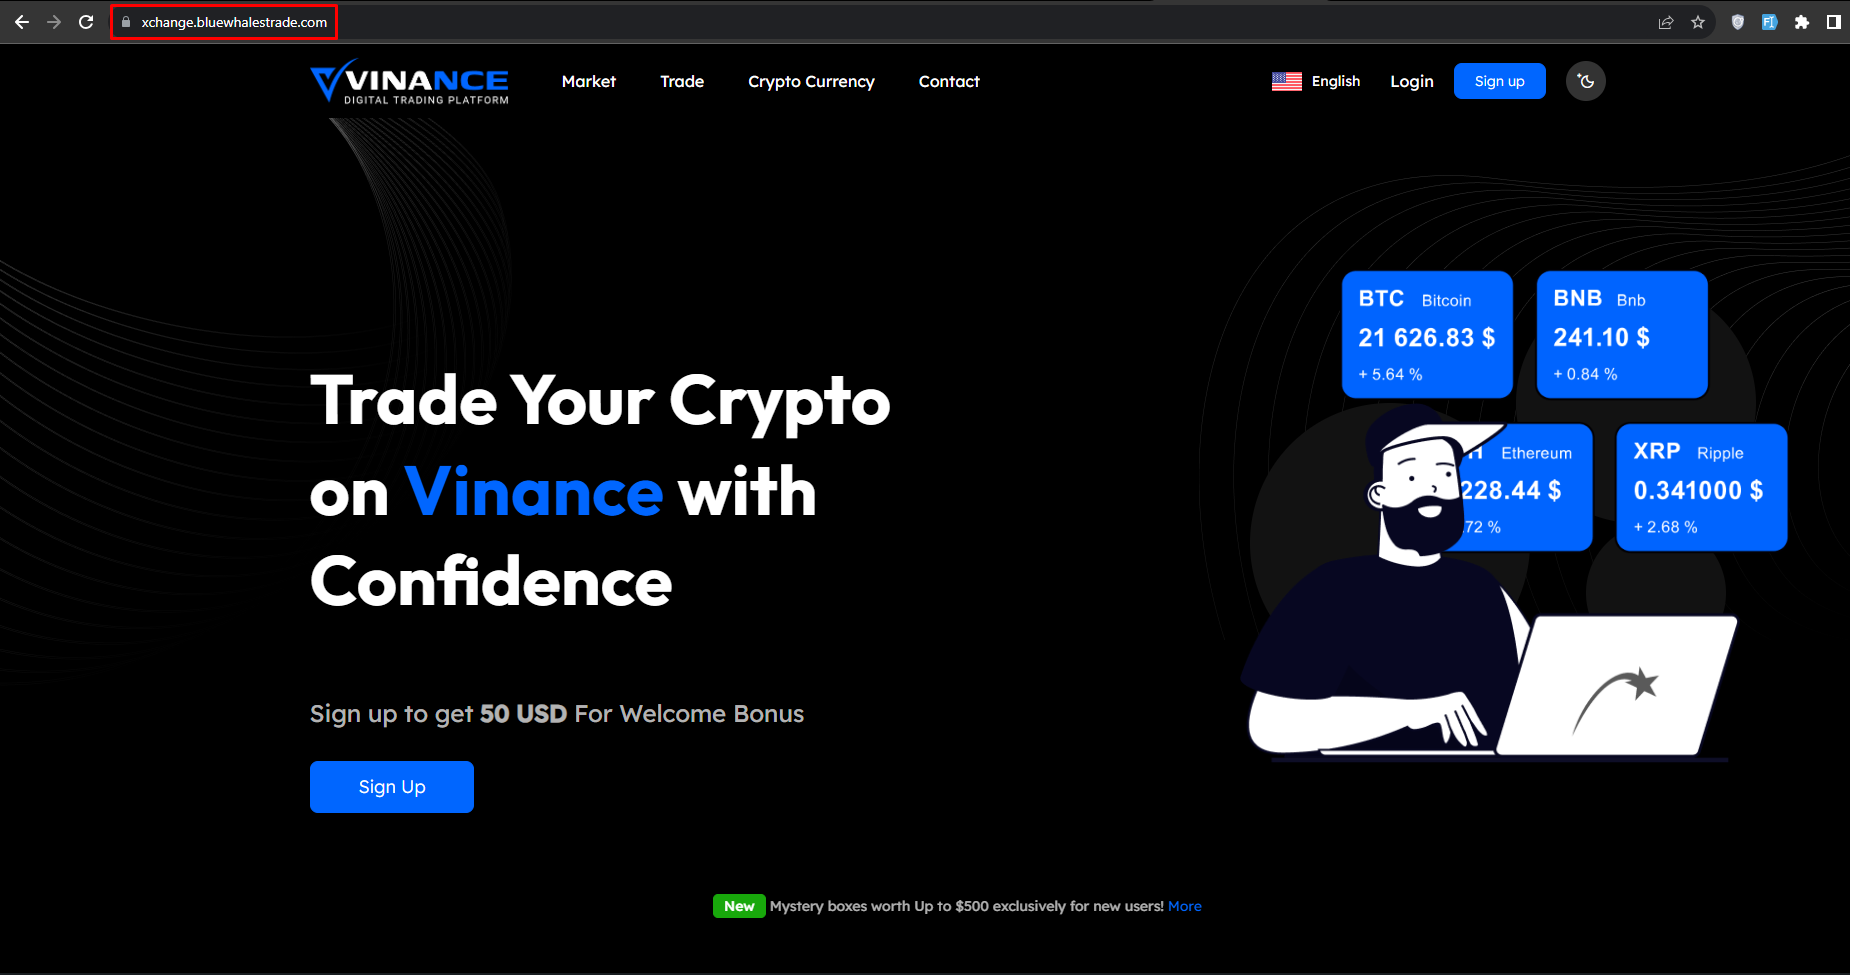 xchange.bluewhalestrade.com
VINANCE
DIGITAL TRADING PLATFORM
Market
Trade
Crypto Currency
Contact
English
Login
Sign up
Trade Your Crypto
on Vinance with
Confidence
Sign up to get 50 USD For Welcome Bonus
Sign Up
BTC Bitcoin
21 626.83 $
+ 5.64 %
BNB Bnb
241.10 $
+ 0.84 %
H Ethereum
228.44 $
.72 %
XRP Ripple
0.341000 $
+ 2.68 %
New Mystery boxes worth Up to $500 exclusively for new users! More